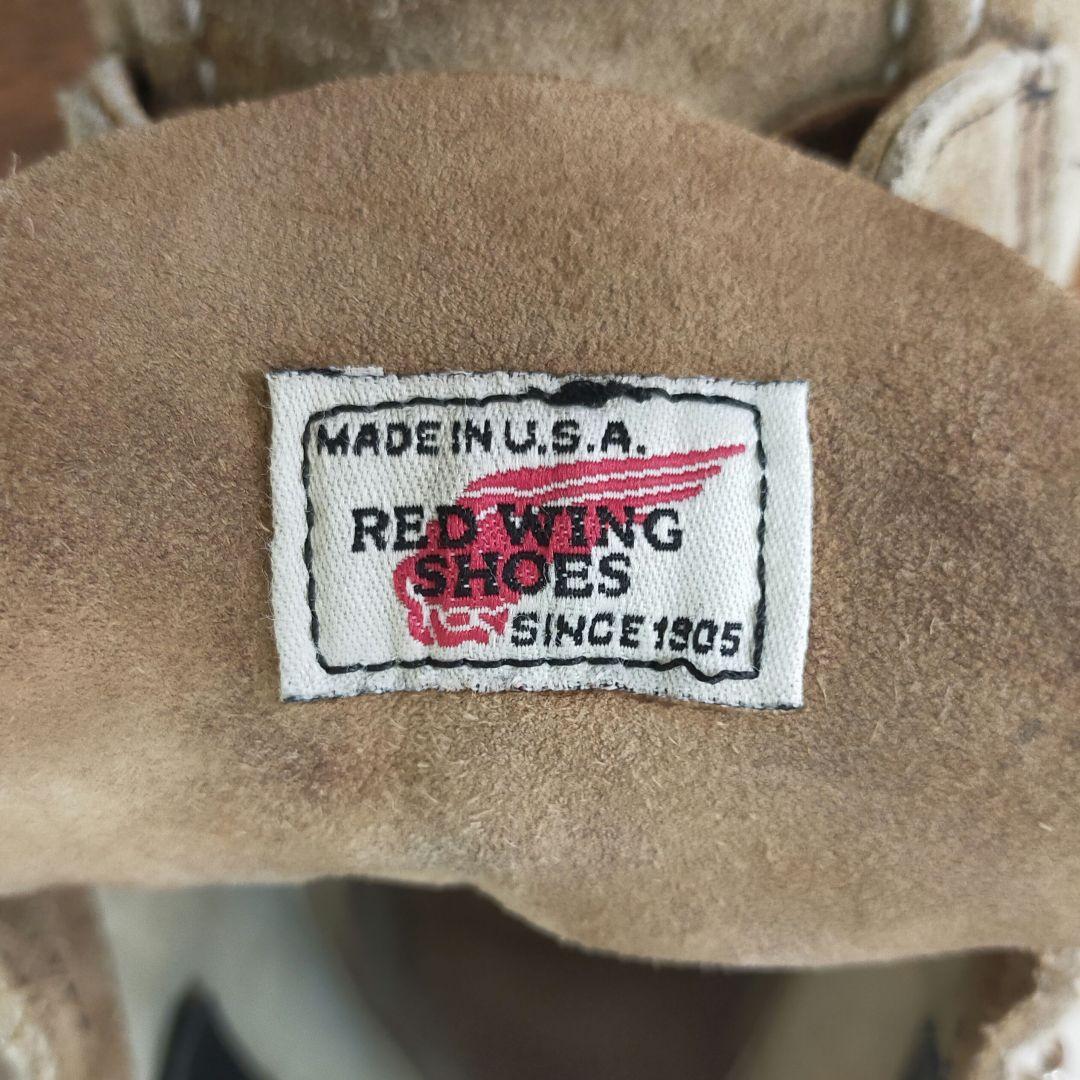 MADE IN U.S.A.
RED WING
SHOES
SINCE 1905